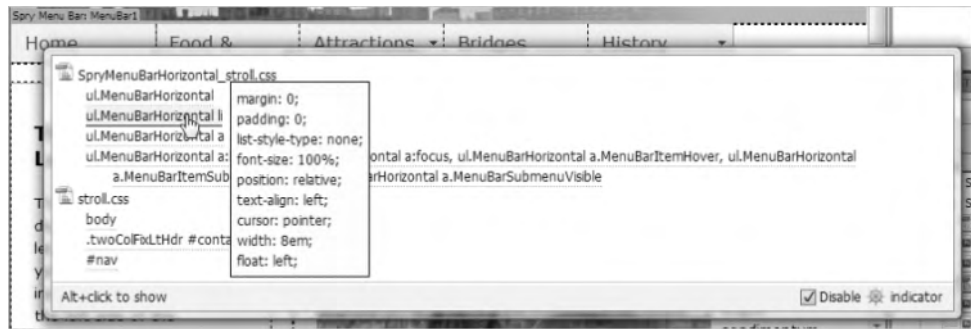 Spry Menu Bar: MenuBar1
Home Food & Attractions Bridges History
SpryMenuBarHorizontal_stroll.css
ul.MenuBarHorizontal
ul.MenuBarHorizontal li
ul.MenuBarHorizontal a
ul.MenuBarHorizontal a: ontal a:focus, ul.MenuBarHorizontal a.MenuBarItemHover, ul.MenuBarHorizontal
a.MenuBarItemSub arHorizontal a.MenuBarSubmenuVisible
stroll.css
body
.twoColFixLtHdr #conta
#nav
margin: 0;
padding: 0;
list-style-type: none;
font-size: 100%;
position: relative;
text-align: left;
cursor: pointer;
width: 8em;
float: left;
Alt+click to show Disable indicator